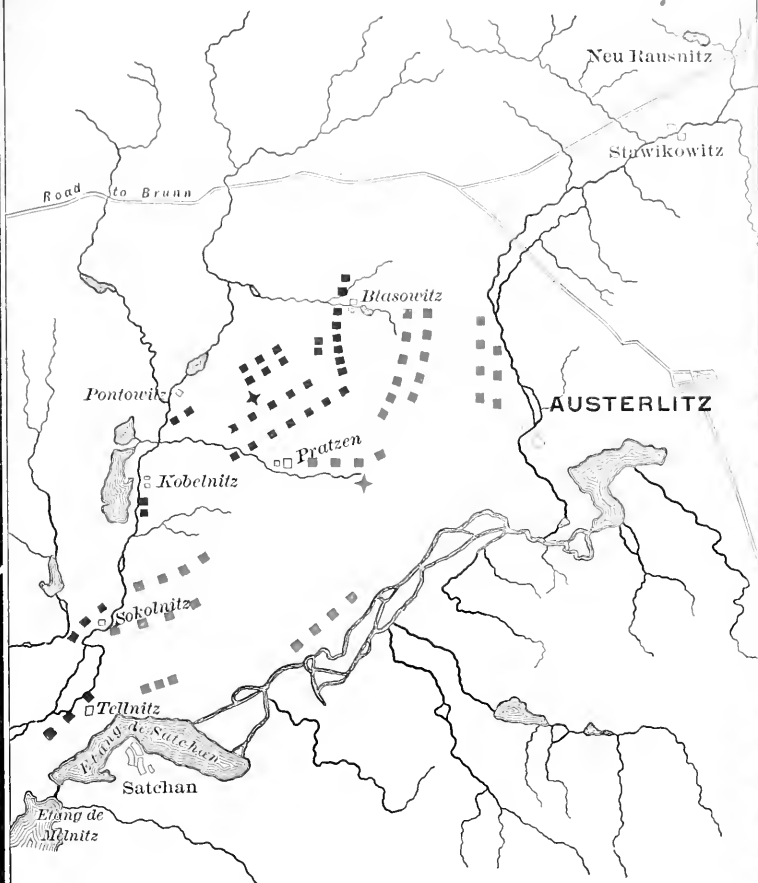 Neu Rausnitz
Stawikowitz
Road to Brunn
Blasowitz
Pontowitz
AUSTERLITZ
Pratzen
Kobelnitz
Sokolnitz
Tellnitz
Etang de Satchan
Satchan
Etang de
Melnitz